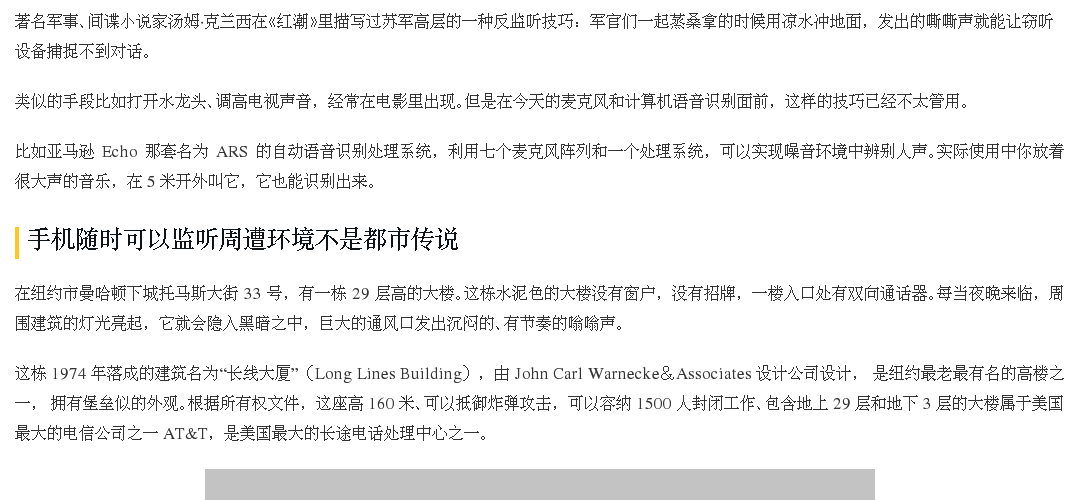 著名军事、间谍小说家汤姆·克兰西在《红潮》里描写过苏军高层的一种反监听技巧：军官们一起蒸桑拿的时候用凉水冲地面，发出的嘶嘶声就能让窃听
设备捕捉不到对话。
类似的手段比如打开水龙头、调高电视声音，经常在电影里出现。但是在今天的麦克风和计算机语音识别面前，这样的技巧已经不太管用。
比如亚马逊 Echo 那套名为 ARS 的自动语音识别处理系统，利用七个麦克风阵列和一个处理系统，可以实现噪音环境中辨别人声。实际使用中你放着
很大声的音乐，在 5 米开外叫它，它也能识别出来。
手机随时可以监听周遭环境不是都市传说
在纽约市曼哈顿下城托马斯大街 33 号，有一栋 29 层高的大楼。这栋水泥色的大楼没有窗户，没有招牌，一楼入口处有双向通话器。每当夜晚来临，周
围建筑的灯光亮起，它就会隐入黑暗之中，巨大的通风口发出沉闷的、有节奏的嗡嗡声。
这栋 1974 年落成的建筑名为“长线大厦”（Long Lines Building），由 John Carl Warnecke＆Associates 设计公司设计， 是纽约最老最有名的高楼之
一， 拥有堡垒似的外观。根据所有权文件，这座高 160 米、可以抵御炸弹攻击，可以容纳 1500 人封闭工作、包含地上 29 层和地下 3 层的大楼属于美国
最大的电信公司之一 AT&T，是美国最大的长途电话处理中心之一。